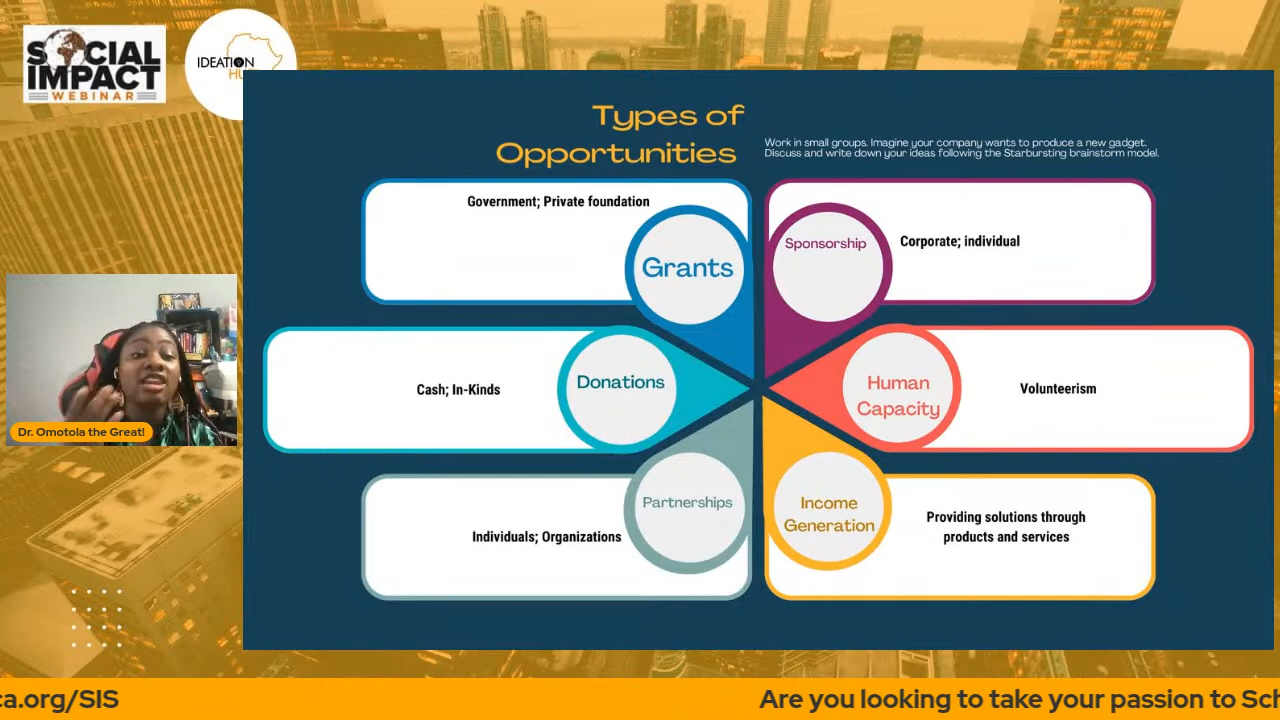 SOCIAL
IMPACT
WEBINAR
IDEATION
HU
Types of
Opportunities
Work in small groups. Imagine your company wants to produce a new gadget.
Discuss and write down your ideas following the Starbursting brainstorm model.
Government; Private foundation
Grants
Sponsorship
Corporate; individual
Cash; In-Kinds
Donations
Human
Capacity
Volunteerism
Individuals; Organizations
Partnerships
Income
Generation
Providing solutions through
products and services
Dr. Omotola the Great!
ca.org/SIS
Are you looking to take your passion to Sch